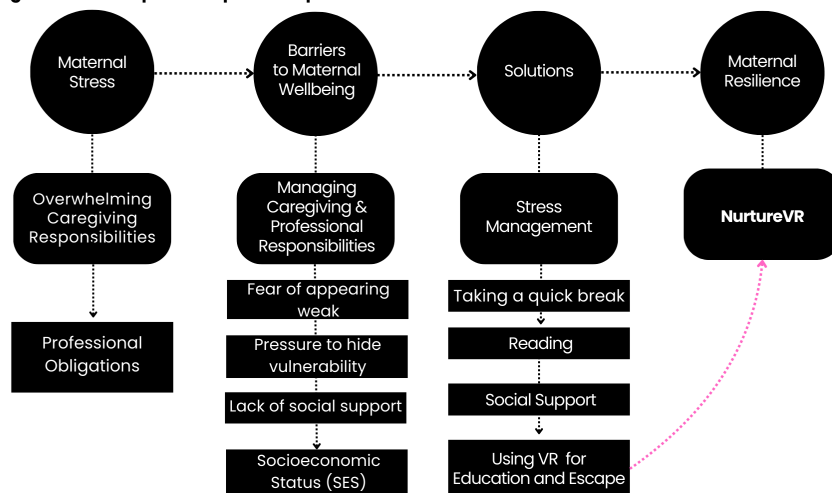 Maternal
Stress
Barriers
to Maternal
Wellbeing
Solutions
Maternal
Resilience
Overwhelming
Caregiving
Responsibilities
Managing
Caregiving &
Professional
Responsibilities
Stress
Management
NurtureVR
Professional
Obligations
Fear of appearing
weak
Pressure to hide
vulnerability
Lack of social support
Socioeconomic
Status (SES)
Taking a quick break
Reading
Social Support
Using VR for
Education and Escape